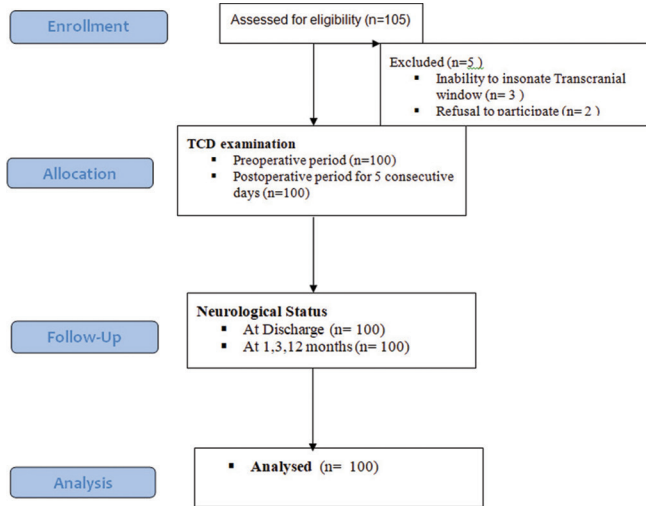 Enrollment
Assessed for eligibility (n=105)
Excluded (n=5 )
▪ Inability to insonate Transcranial
window (n= 3 )
▪ Refusal to participate (n= 2 )
Allocation
TCD examination
▪ Preoperative period (n=100)
▪ Postoperative period for 5 consecutive
days (n=100)
Follow-Up
Neurological Status
▪ At Discharge (n= 100)
▪ At 1,3,12 months (n= 100)
Analysis
▪ Analysed (n= 100)